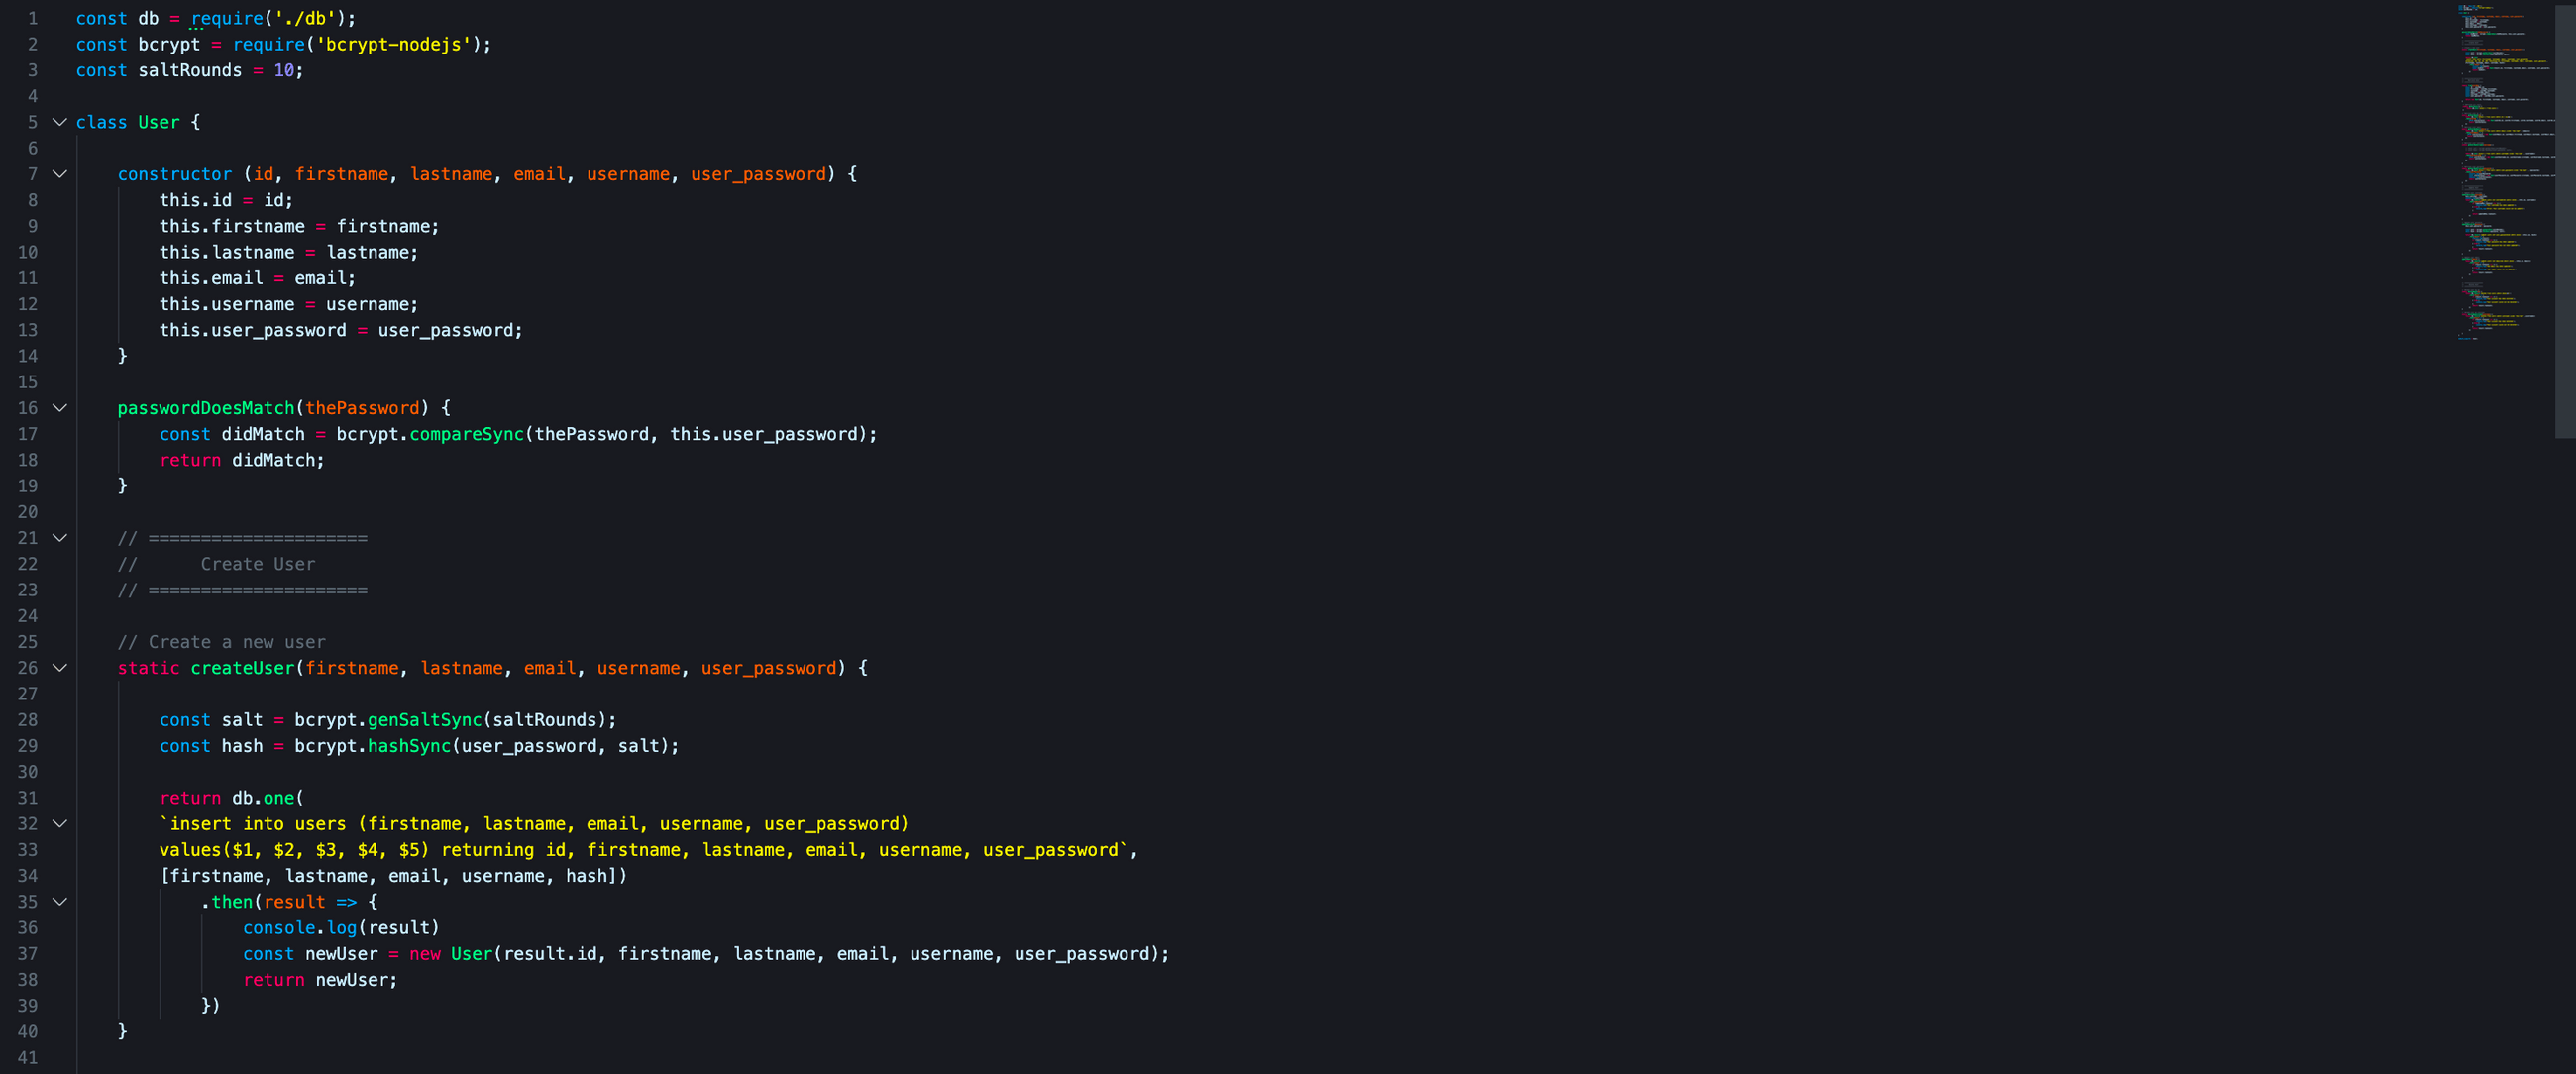 1 const db = require('./db');
2 const bcrypt = require('bcrypt-nodejs');
3 const saltRounds = 10;
4
5 class User {
6
7 constructor (id, firstname, lastname, email, username, user_password) {
8 this.id = id;
9 this.firstname = firstname;
10 this.lastname = lastname;
11 this.email = email;
12 this.username = username;
13 this.user_password = user_password;
14 }
15
16 passwordDoesMatch(thePassword) {
17 const didMatch = bcrypt.compareSync(thePassword, this.user_password);
18 return didMatch;
19 }
20
21 // =====================
22 // Create User
23 // =====================
24
25 // Create a new user
26 static createUser(firstname, lastname, email, username, user_password) {
27
28 const salt = bcrypt.genSaltSync(saltRounds);
29 const hash = bcrypt.hashSync(user_password, salt);
30
31 return db.one(
32 `insert into users (firstname, lastname, email, username, user_password)
33 values($1, $2, $3, $4, $5) returning id, firstname, lastname, email, username, user_password`,
34 [firstname, lastname, email, username, hash])
35 .then(result => {
36 console.log(result)
37 const newUser = new User(result.id, firstname, lastname, email, username, user_password);
38 return newUser;
39 })
40 }
41